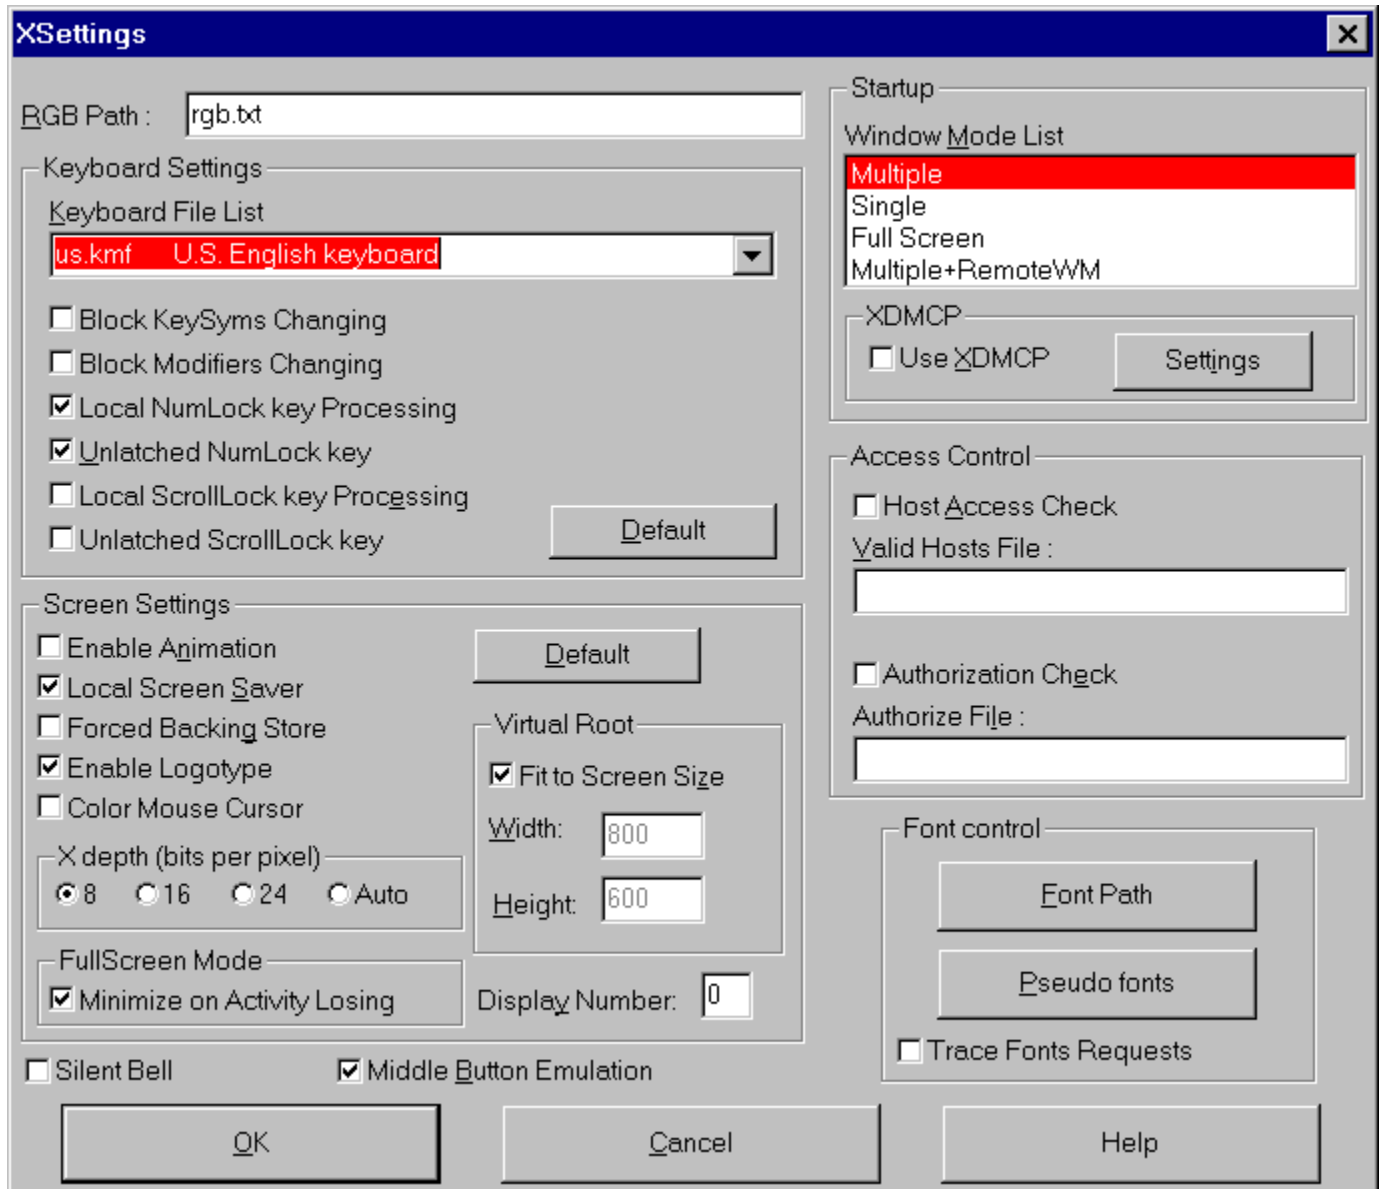 XSettings
RGB Path :
rgb.txt
Keyboard Settings
Keyboard File List
us.kmf U.S. English keyboard
Block KeySyms Changing
Block Modifiers Changing
Local NumLock key Processing
Unlatched NumLock key
Local ScrollLock key Processing
Unlatched ScrollLock key
Default
Screen Settings
Enable Animation
Local Screen Saver
Forced Backing Store
Enable Logotype
Color Mouse Cursor
Default
X depth (bits per pixel)
8 16 24 Auto
FullScreen Mode
Minimize on Activity Losing
Virtual Root
Fit to Screen Size
Width: 800
Height: 600
Display Number: 0
Silent Bell
Middle Button Emulation
Startup
Window Mode List
Multiple
Single
Full Screen
Multiple+RemoteWM
XDMCP
Use XDMCP
Settings
Access Control
Host Access Check
Valid Hosts File :
Authorization Check
Authorize File :
Font control
Font Path
Pseudo fonts
Trace Fonts Requests
OK
Cancel
Help